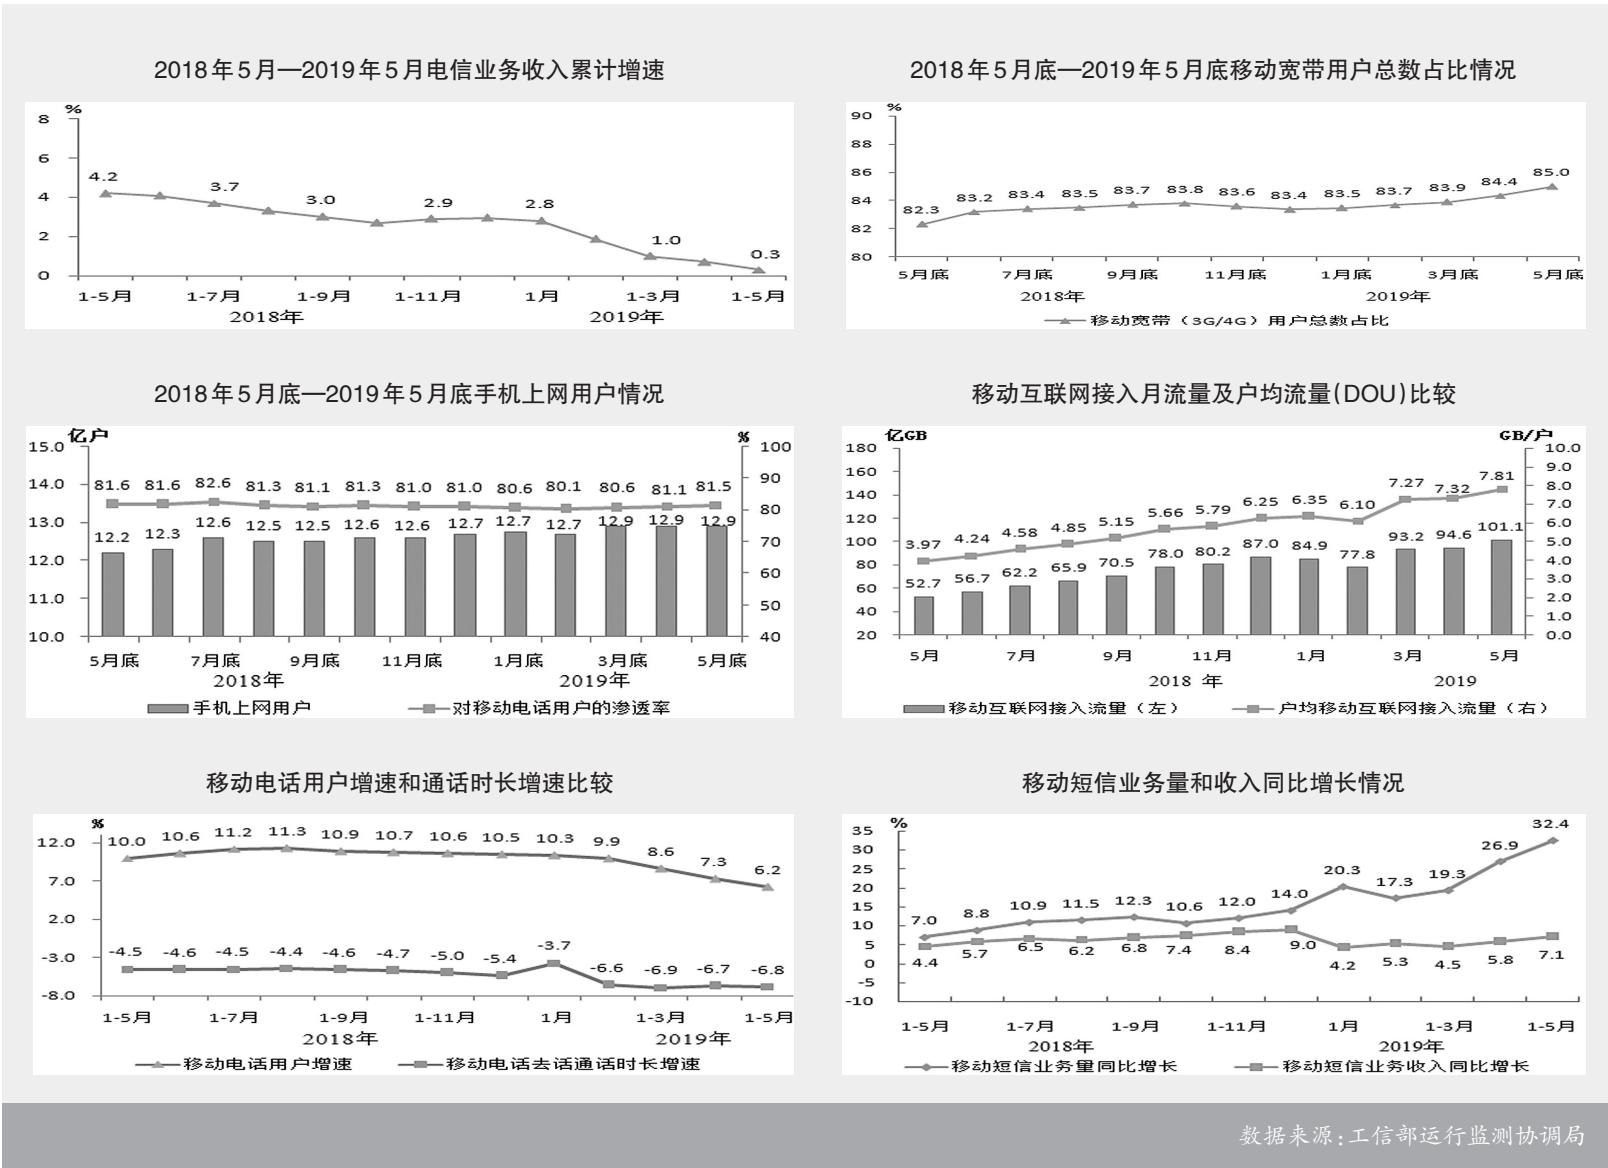 2018年5月—2019年5月电信业务收入累计增速
%
8
6
4
2
0
4.2 3.7 3.0 2.9 2.8 1.0 0.3
1-5月 1-7月 1-9月 1-11月 1月 1-3月 1-5月
2018年 2019年
2018年5月底—2019年5月底移动宽带用户总数占比情况
%
90
88
86
84
82
80
82.3 83.2 83.4 83.5 83.7 83.8 83.6 83.4 83.5 83.7 83.9 84.4 85.0
5月底 7月底 9月底 11月底 1月底 3月底 5月底
2018年 2019年
移动宽带（3G/4G）用户总数占比
2018年5月底—2019年5月底手机上网用户情况
亿户 %
15.0 100
14.0 90
13.0 80
12.0 70
11.0 60
10.0 50
40
81.6 81.6 82.6 81.3 81.1 81.3 81.0 81.0 80.6 80.1 80.6 81.1 81.5
12.2 12.3 12.6 12.5 12.5 12.6 12.6 12.7 12.7 12.7 12.9 12.9 12.9
5月底 7月底 9月底 11月底 1月底 3月底 5月底
2018年 2019年
手机上网用户 对移动电话用户的渗透率
移动互联网接入月流量及户均流量(DOU)比较
亿GB GB/户
180 160 140 120 100 80 60 40 20
10.0 9.0 8.0 7.0 6.0 5.0 4.0 3.0 2.0 1.0 0.0
3.97 4.24 4.58 4.85 5.15 5.66 5.79 6.25 6.35 6.10 7.27 7.32 7.81
52.7 56.7 62.2 65.9 70.5 78.0 80.2 87.0 84.9 77.8 93.2 94.6 101.1
5月 7月 9月 11月 1月 3月 5月
2018 年 2019
移动互联网接入流量（左） 户均移动互联网接入流量（右）
移动电话用户增速和通话时长增速比较
%
12.0
7.0
2.0
-3.0
-8.0
10.0 10.6 11.2 11.3 10.9 10.7 10.6 10.5 10.3 9.9 8.6 7.3 6.2
-4.5 -4.6 -4.5 -4.4 -4.6 -4.7 -5.0 -5.4 -3.7 -6.6 -6.9 -6.7 -6.8
1-5月 1-7月 1-9月 1-11月 1月 1-3月 1-5月
2018年 2019年
移动电话用户增速 移动电话去话通话时长增速
移动短信业务量和收入同比增长情况
%
35
30
25
20
15
10
5
0
-5
-10
7.0 8.8 10.9 11.5 12.3 10.6 12.0 14.0 20.3 17.3 19.3 26.9 32.4
4.4 5.7 6.5 6.2 6.8 7.4 8.4 9.0 4.2 5.3 4.5 5.8 7.1
1-5月 1-7月 1-9月 1-11月 1月 1-3月 1-5月
2018年 2019年
移动短信业务量同比增长 移动短信业务收入同比增长
数据来源:工信部运行监测协调局